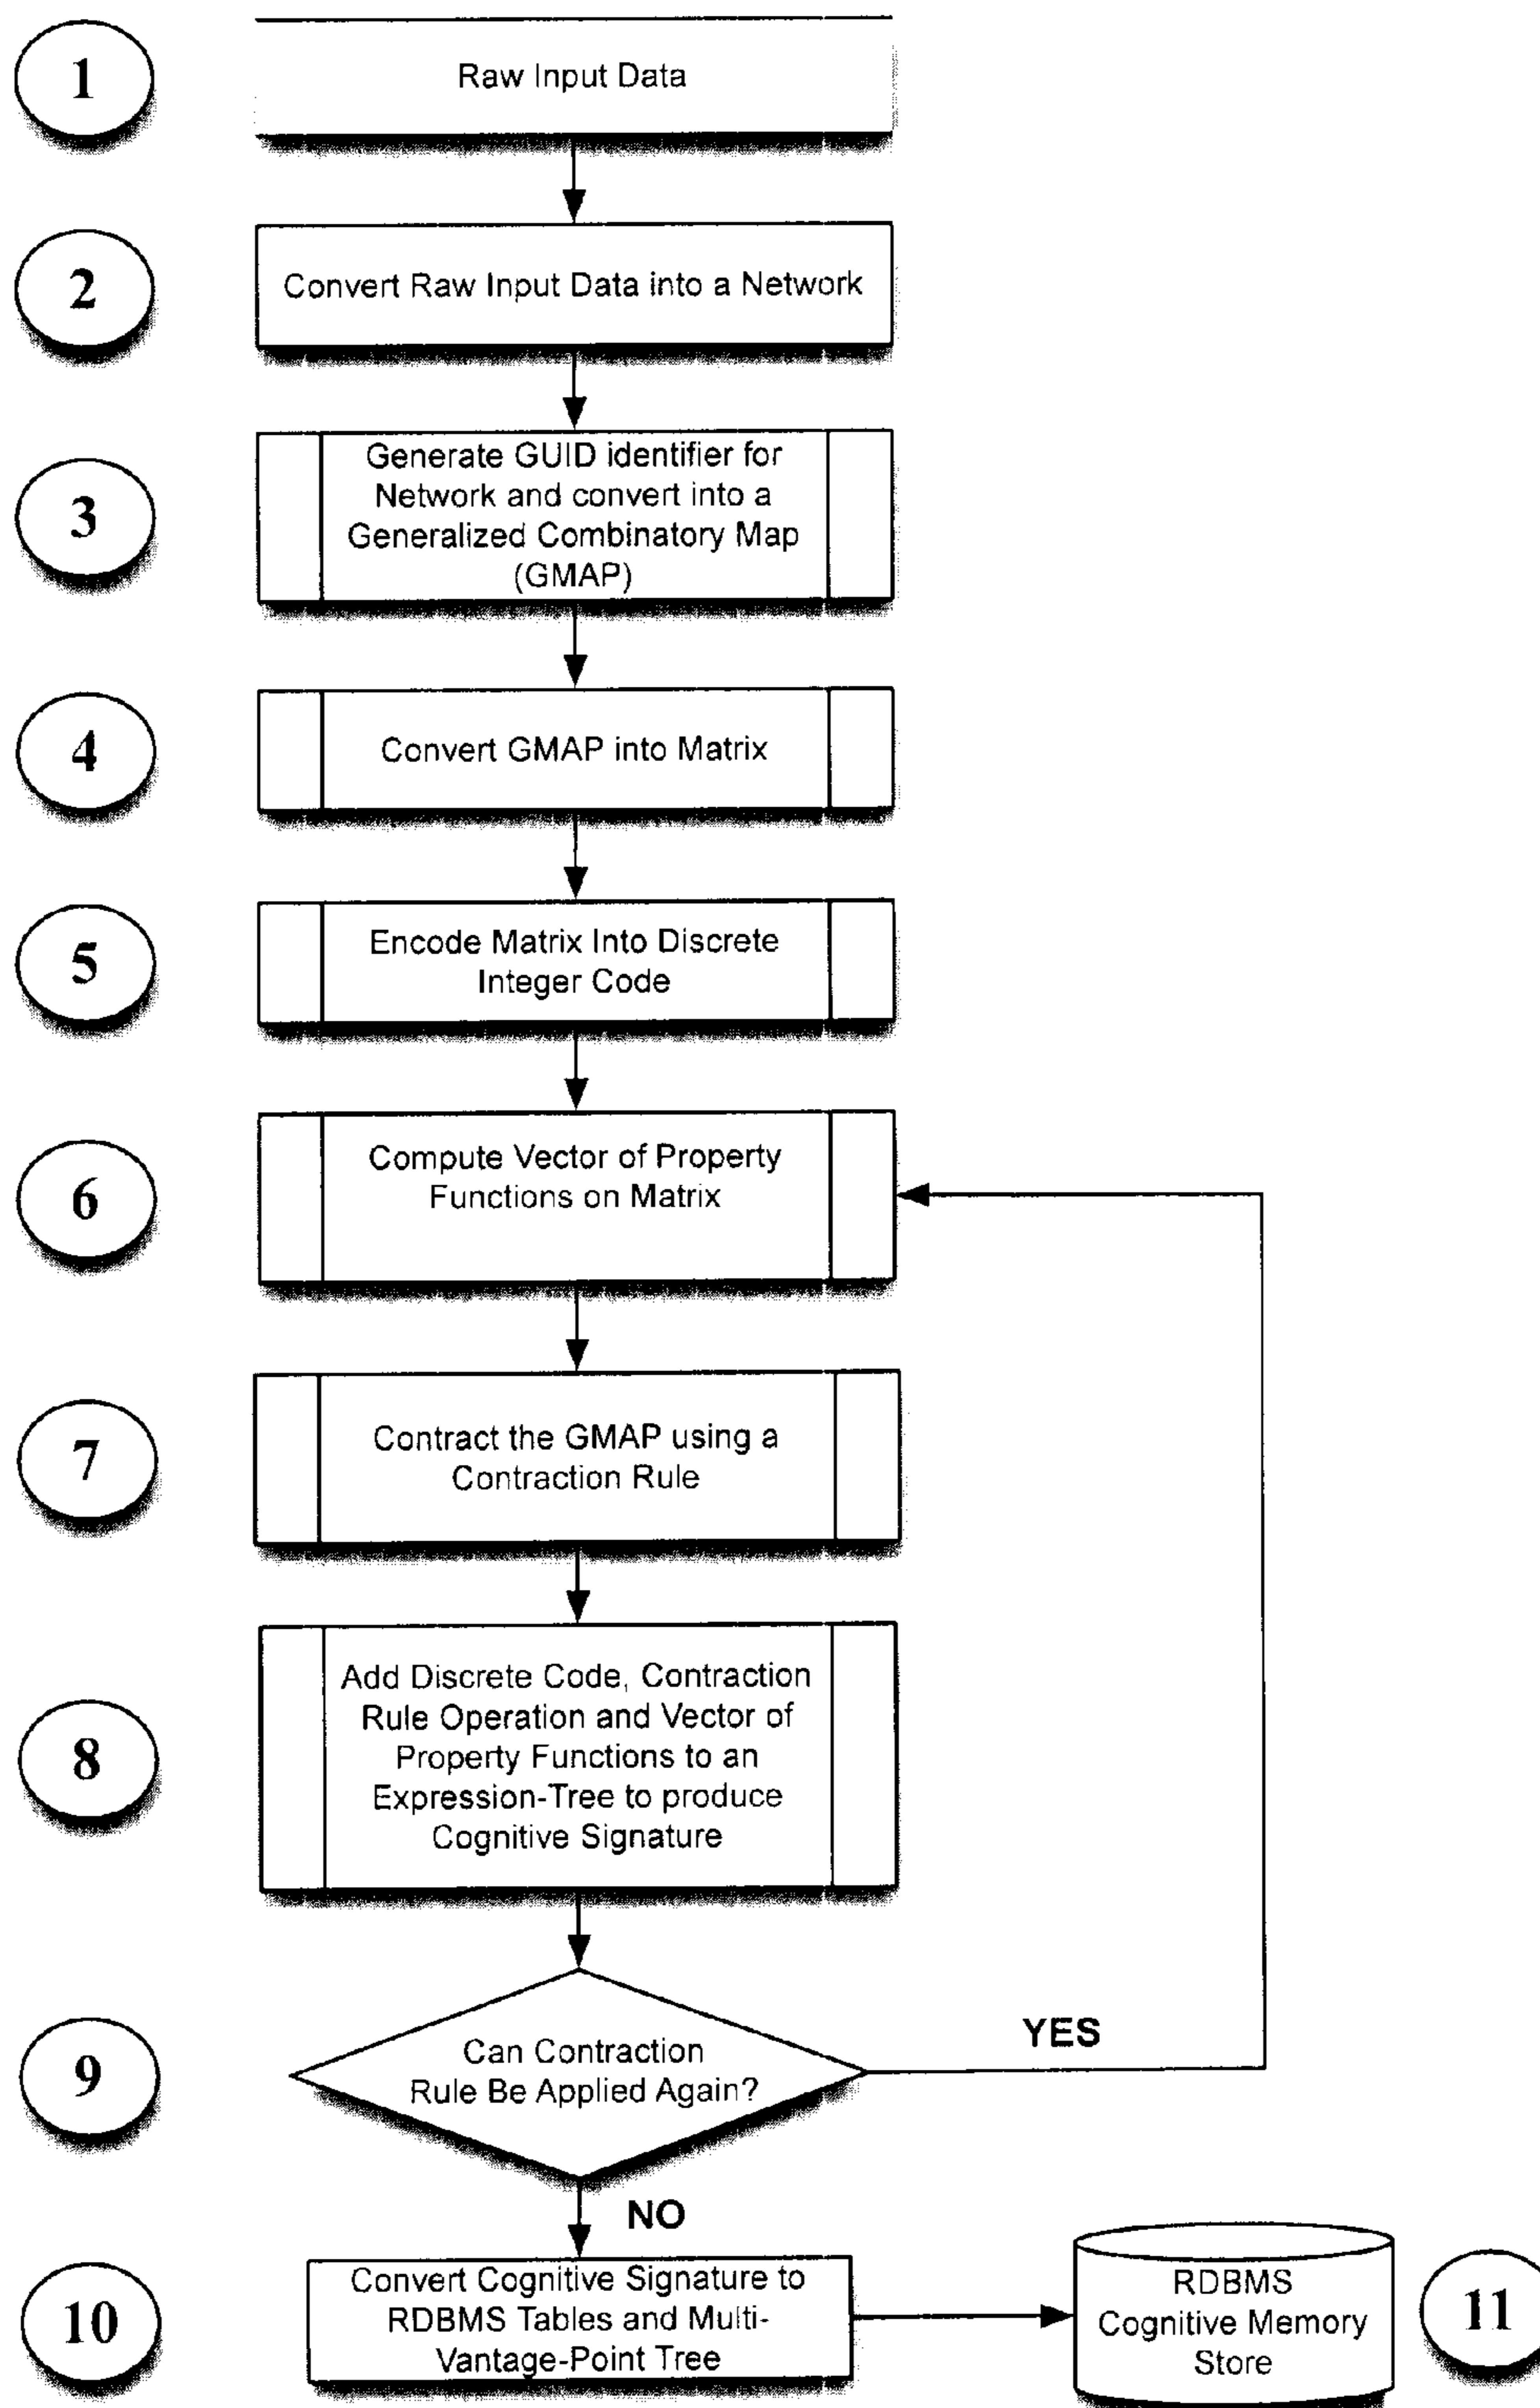 1
Raw Input Data
2
Convert Raw Input Data into a Network
3
Generate GUID identifier for
Network and convert into a
Generalized Combinatory Map
(GMAP)
4
Convert GMAP into Matrix
5
Encode Matrix Into Discrete
Integer Code
6
Compute Vector of Property
Functions on Matrix
7
Contract the GMAP using a
Contraction Rule
8
Add Discrete Code, Contraction
Rule Operation and Vector of
Property Functions to an
Expression-Tree to produce
Cognitive Signature
9
Can Contraction
Rule Be Applied Again?
YES
NO
10
Convert Cognitive Signature to
RDBMS Tables and Multi-
Vantage-Point Tree
RDBMS
Cognitive Memory
Store
11